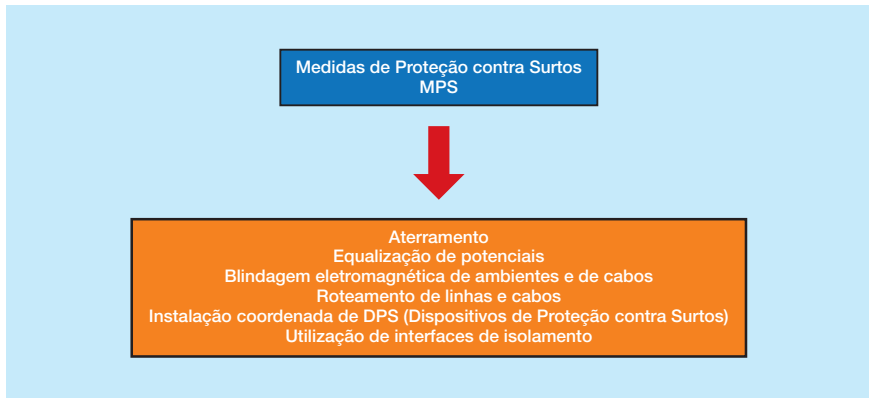 Medidas de Proteção contra Surtos
MPS
Aterramento
Equalização de potenciais
Blindagem eletromagnética de ambientes e de cabos
Roteamento de linhas e cabos
Instalação coordenada de DPS (Dispositivos de Proteção contra Surtos)
Utilização de interfaces de isolamento